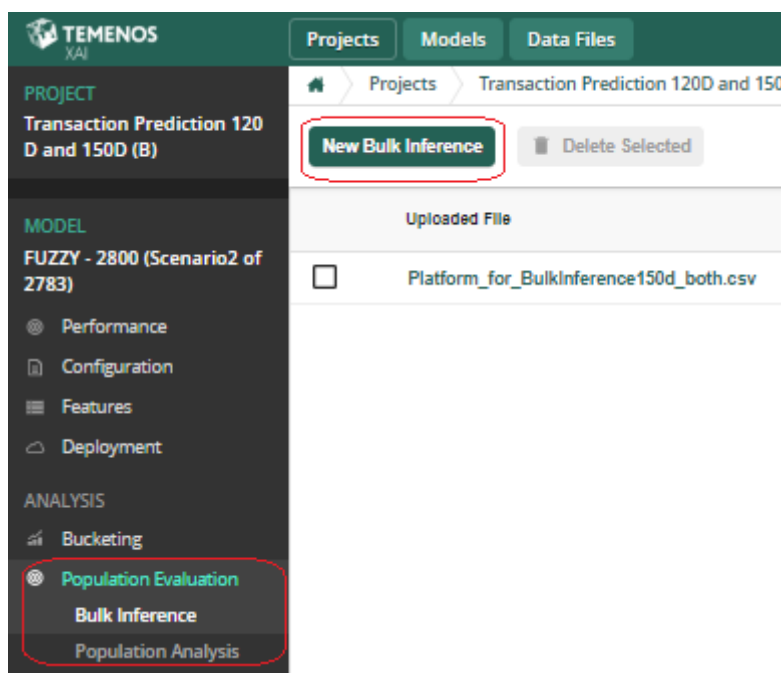 TEMENOS
XAI
Projects
Models
Data Files
Projects
Transaction Prediction 120D and 150
PROJECT
Transaction Prediction 120
D and 150D (B)
New Bulk Inference
Delete Selected
MODEL
FUZZY - 2800 (Scenario2 of
2783)
Uploaded File
Platform_for_BulkInference150d_both.csv
Performance
Configuration
Features
Deployment
ANALYSIS
Bucketing
Population Evaluation
Bulk Inference
Population Analysis